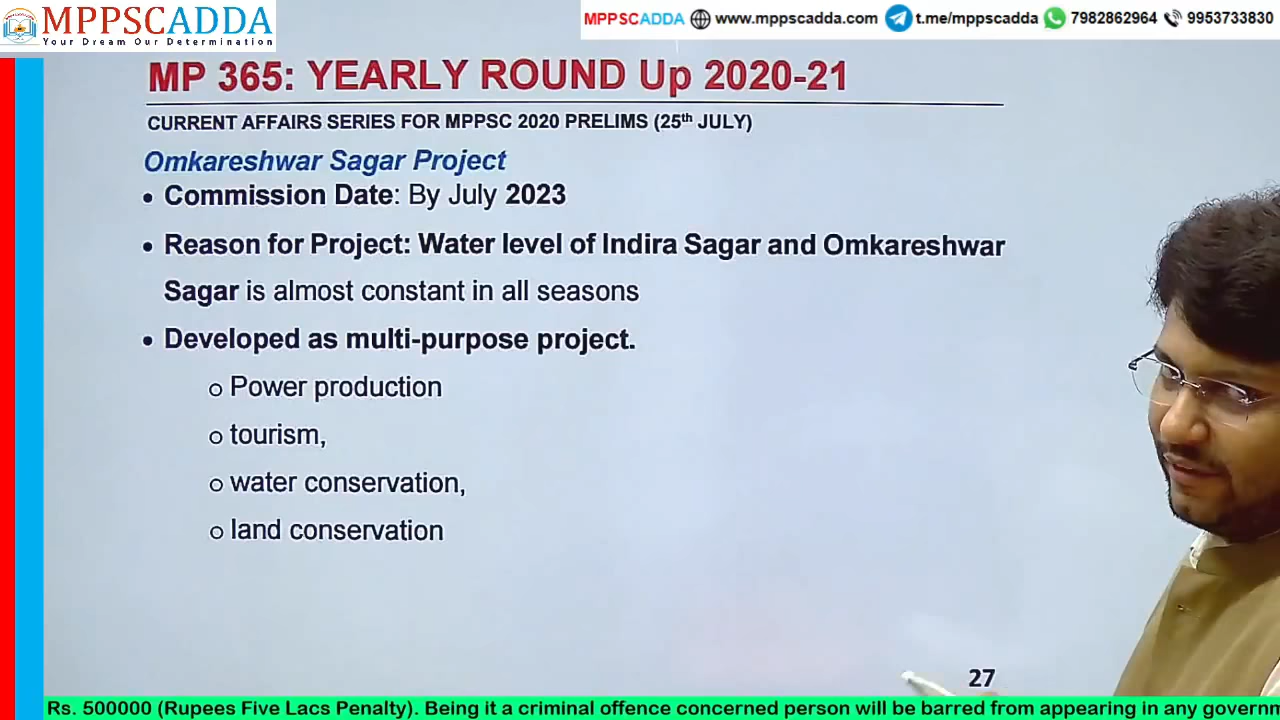 MPPSCADDA
Your Dream Our Determination
MPPSCADDA www.mppscadda.com t.me/mppscadda 7982862964 9953733830
MP 365: YEARLY ROUND Up 2020-21
CURRENT AFFAIRS SERIES FOR MPPSC 2020 PRELIMS (25th JULY)
Omkareshwar Sagar Project
• Commission Date: By July 2023
• Reason for Project: Water level of Indira Sagar and Omkareshwar
Sagar is almost constant in all seasons
• Developed as multi-purpose project.
o Power production
o tourism,
o water conservation,
o land conservation
27
Rs. 500000 (Rupees Five Lacs Penalty). Being it a criminal offence concerned person will be barred from appearing in any governm